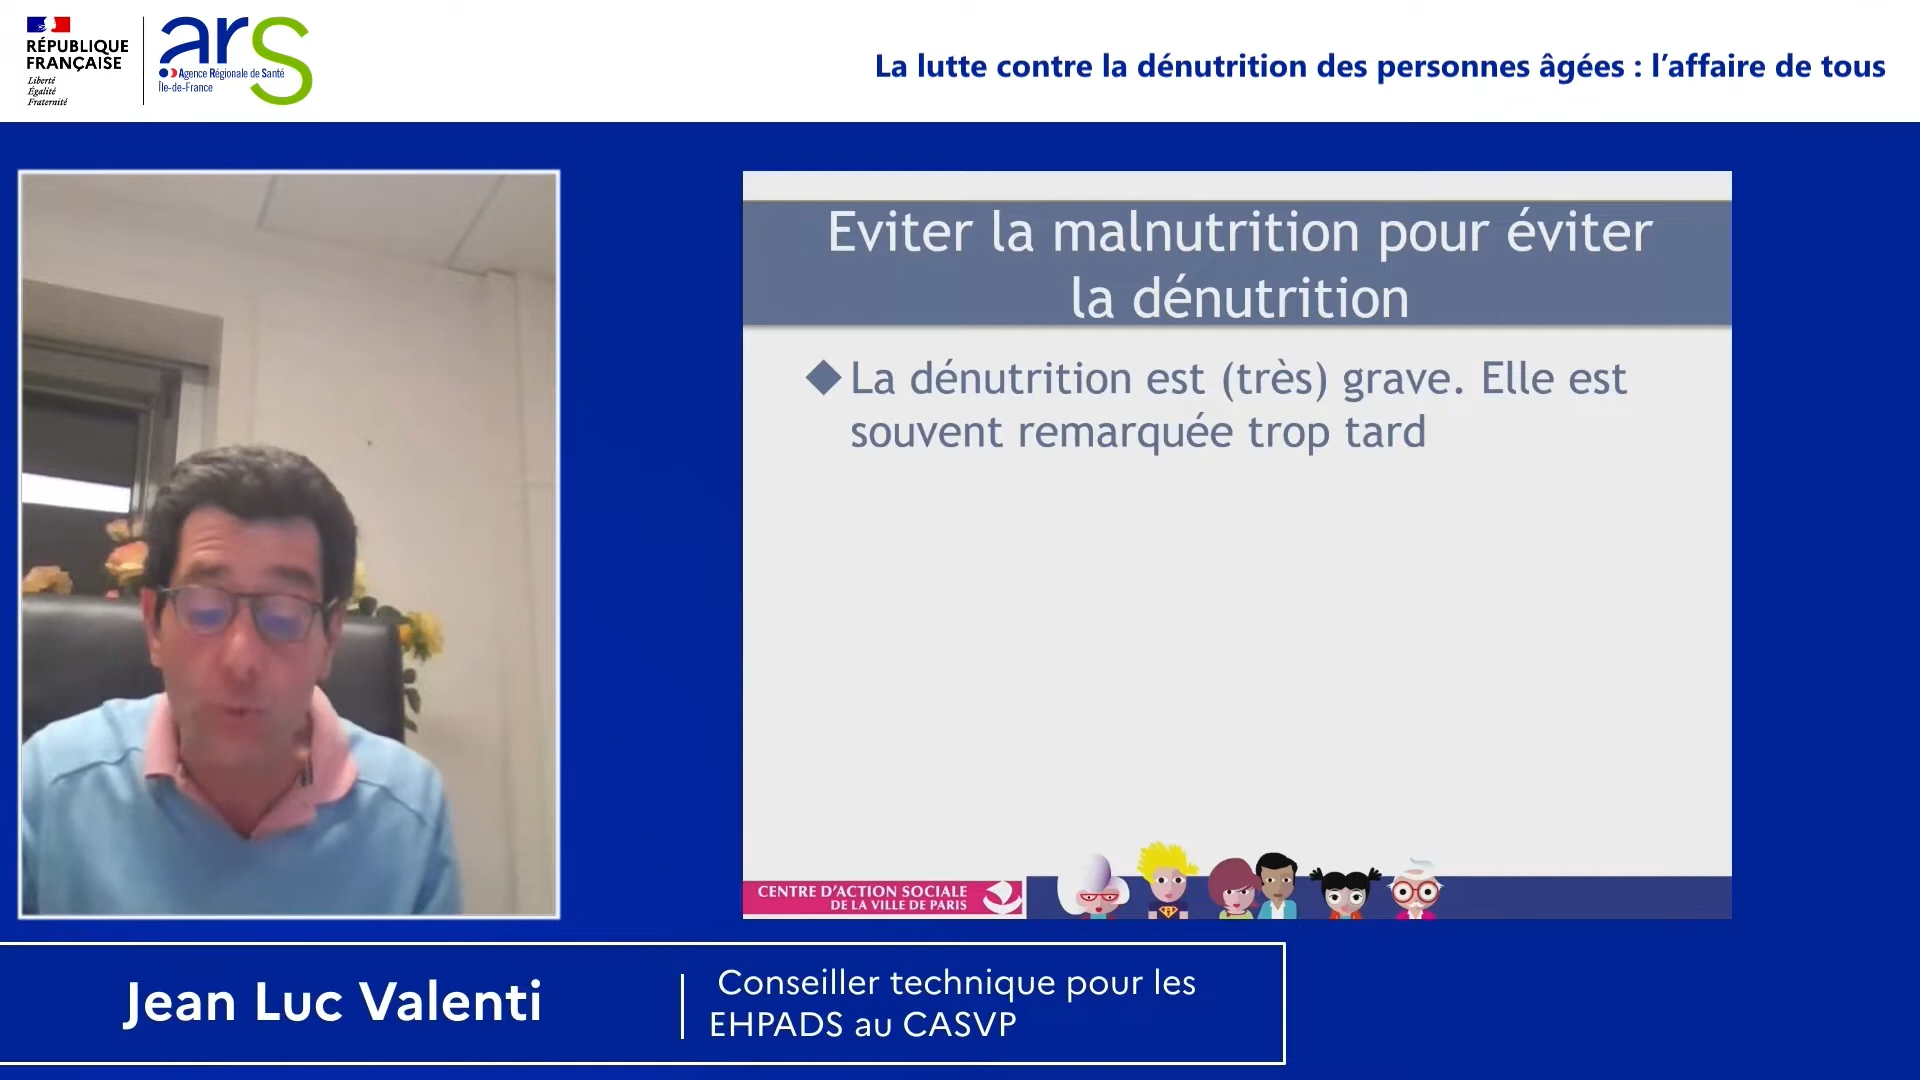 RÉPUBLIQUE
FRANÇAISE
Liberté
Égalité
Fraternité
ars
Agence Régionale de Santé
Île-de-France
La lutte contre la dénutrition des personnes âgées : l’affaire de tous
Eviter la malnutrition pour éviter
la dénutrition
La dénutrition est (très) grave. Elle est
souvent remarquée trop tard
CENTRE D'ACTION SOCIALE
DE LA VILLE DE PARIS
Jean Luc Valenti
Conseiller technique pour les
EHPADS au CASVP